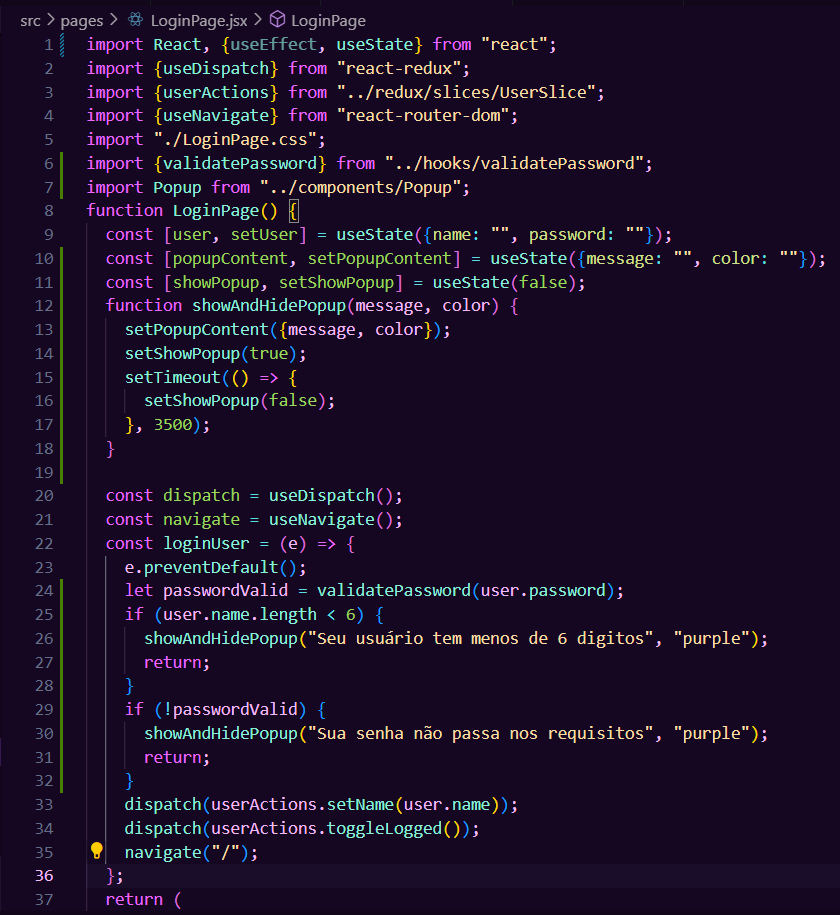 src > pages > LoginPage.jsx > LoginPage
1 import React, {useEffect, useState} from "react";
2 import {useDispatch} from "react-redux";
3 import {userActions} from "../redux/slices/UserSlice";
4 import {useNavigate} from "react-router-dom";
5 import "./LoginPage.css";
6 import {validatePassword} from "../hooks/validatePassword";
7 import Popup from "../components/Popup";
8 function LoginPage() {
9   const [user, setUser] = useState({name: "", password: ""});
10   const [popupContent, setPopupContent] = useState({message: "", color: ""});
11   const [showPopup, setShowPopup] = useState(false);
12   function showAndHidePopup(message, color) {
13     setPopupContent({message, color});
14     setShowPopup(true);
15     setTimeout(() => {
16       setShowPopup(false);
17     }, 3500);
18   }
19
20   const dispatch = useDispatch();
21   const navigate = useNavigate();
22   const loginUser = (e) => {
23     e.preventDefault();
24     let passwordValid = validatePassword(user.password);
25     if (user.name.length < 6) {
26       showAndHidePopup("Seu usuário tem menos de 6 digitos", "purple");
27       return;
28     }
29     if (!passwordValid) {
30       showAndHidePopup("Sua senha não passa nos requisitos", "purple");
31       return;
32     }
33     dispatch(userActions.setName(user.name));
34     dispatch(userActions.toggleLogged());
35     navigate("/");
36   };
37   return (